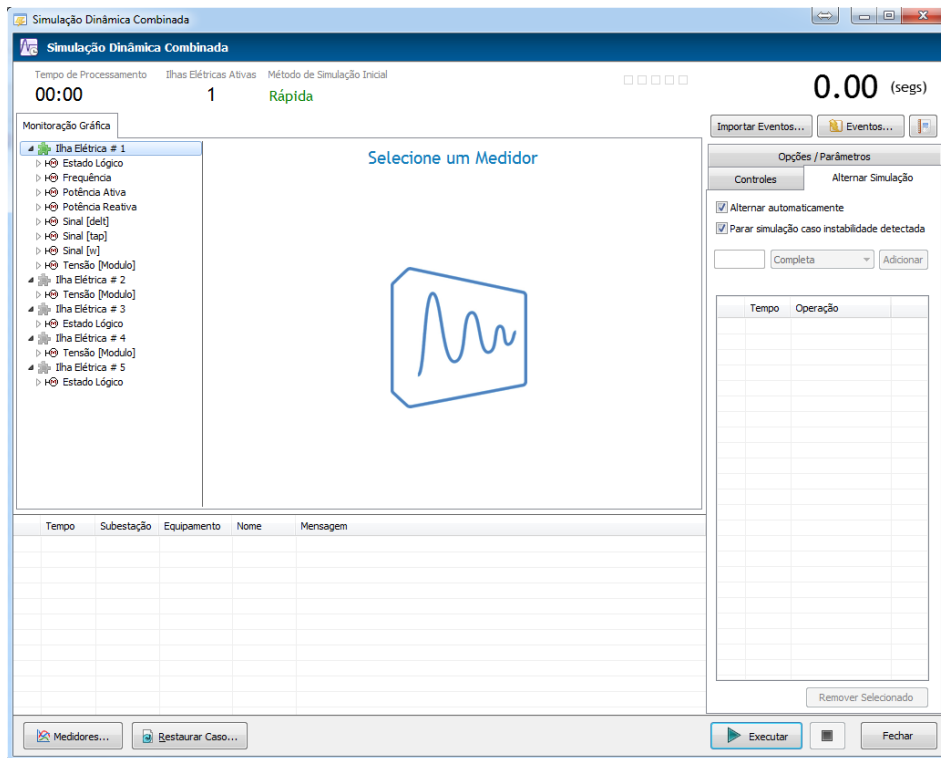 Simulação Dinâmica Combinada
Simulação Dinâmica Combinada
Tempo de Processamento Ilhas Elétricas Ativas Método de Simulação Inicial
00:00 1 Rápida 0.00 (segs)
Monitoração Gráfica
Importar Eventos... Eventos...
Ilha Elétrica # 1
Estado Lógico
Frequência
Potência Ativa
Potência Reativa
Sinal [delt]
Sinal [tap]
Sinal [w]
Tensão [Modulo]
Ilha Elétrica # 2
Tensão [Modulo]
Ilha Elétrica # 3
Estado Lógico
Ilha Elétrica # 4
Tensão [Modulo]
Ilha Elétrica # 5
Estado Lógico
Selecione um Medidor
Opções / Parâmetros
Controles Alternar Simulação
Alternar automaticamente
Parar simulação caso instabilidade detectada
Completa Adicionar
Tempo Operação
Remover Selecionado
Tempo Subestação Equipamento Nome Mensagem
Medidores... Restaurar Caso... Executar Fechar